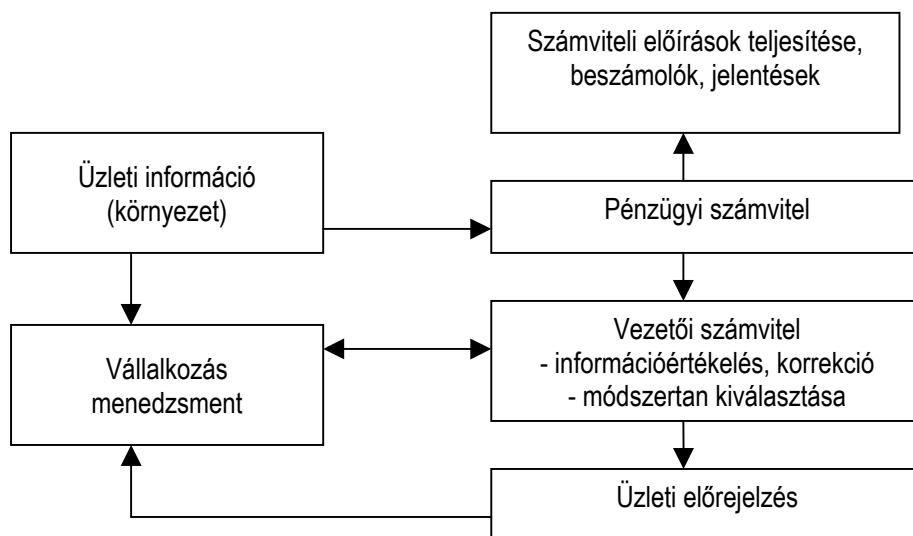 Számviteli előírások teljesítése,
beszámolók, jelentések
Üzleti információ
(környezet)
Pénzügyi számvitel
Vállalkozás
menedzsment
Vezetői számvitel
- információértékelés, korrekció
- módszertan kiválasztása
Üzleti előrejelzés